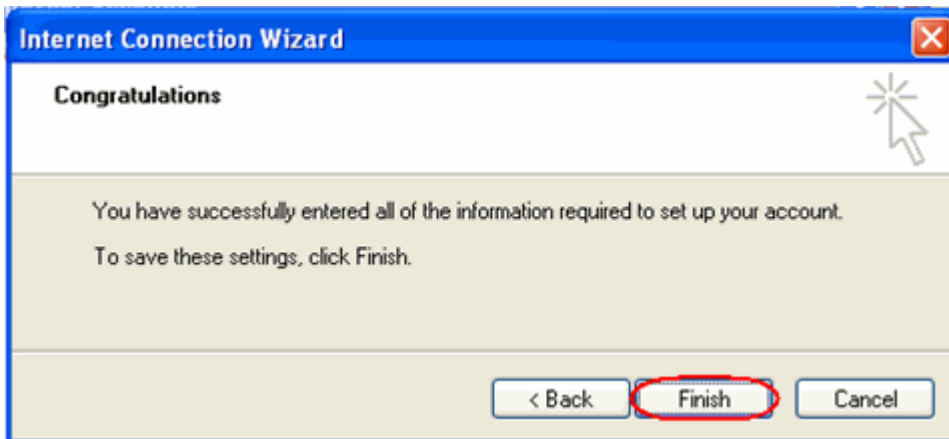 Internet Connection Wizard
Congratulations
You have successfully entered all of the information required to set up your account.
To save these settings, click Finish.
< Back Finish Cancel